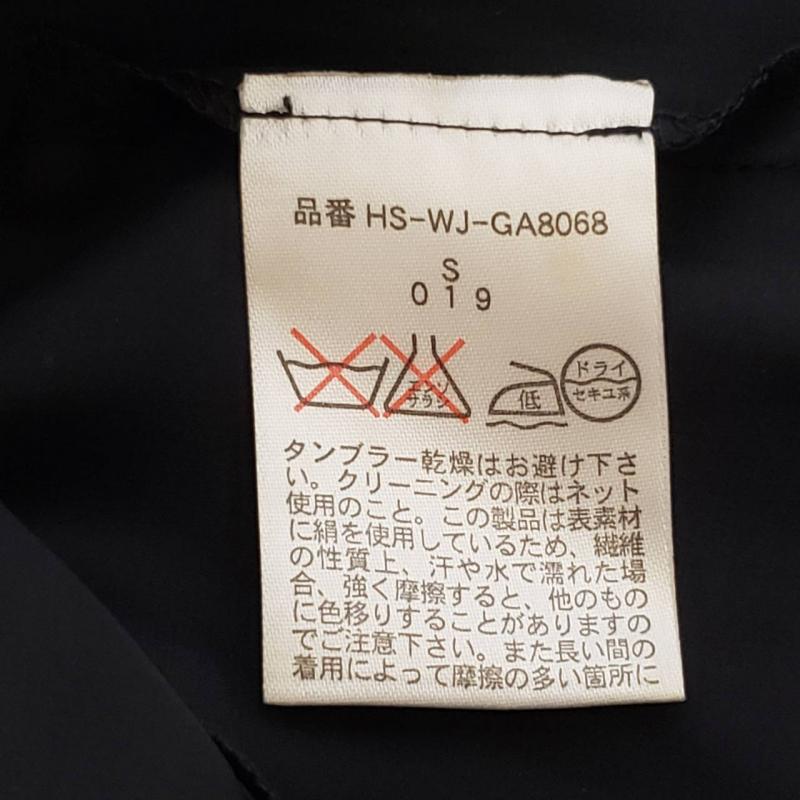 品番 HS-WJ-GA8068
S
019
エンソ
サラシ
低
ドライ
セキユ系
タンブラー乾燥はお避け下さ
い。クリーニングの際はネット
使用のこと。この製品は表素材
に絹を使用しているため、繊維
の性質上、汗や水で濡れた場
合、強く摩擦すると、他のもの
に色移りすることがありますの
でご注意下さい。また長い間の
着用によって摩擦の多い箇所に